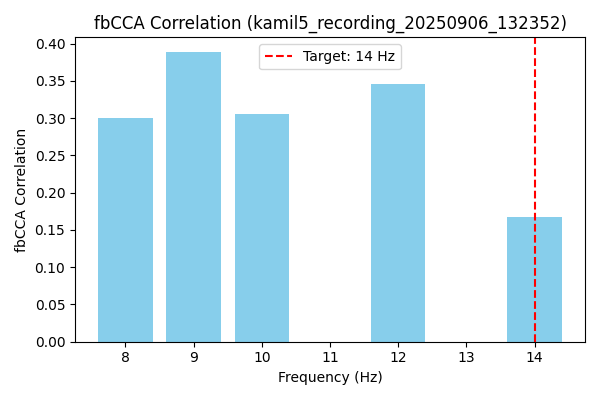 fbCCA Correlation (kamil5_recording_20250906_132352)
Target: 14 Hz
0.40
0.35
0.30
0.25
0.20
0.15
0.10
0.05
0.00
fbCCA Correlation
8 9 10 11 12 13 14
Frequency (Hz)